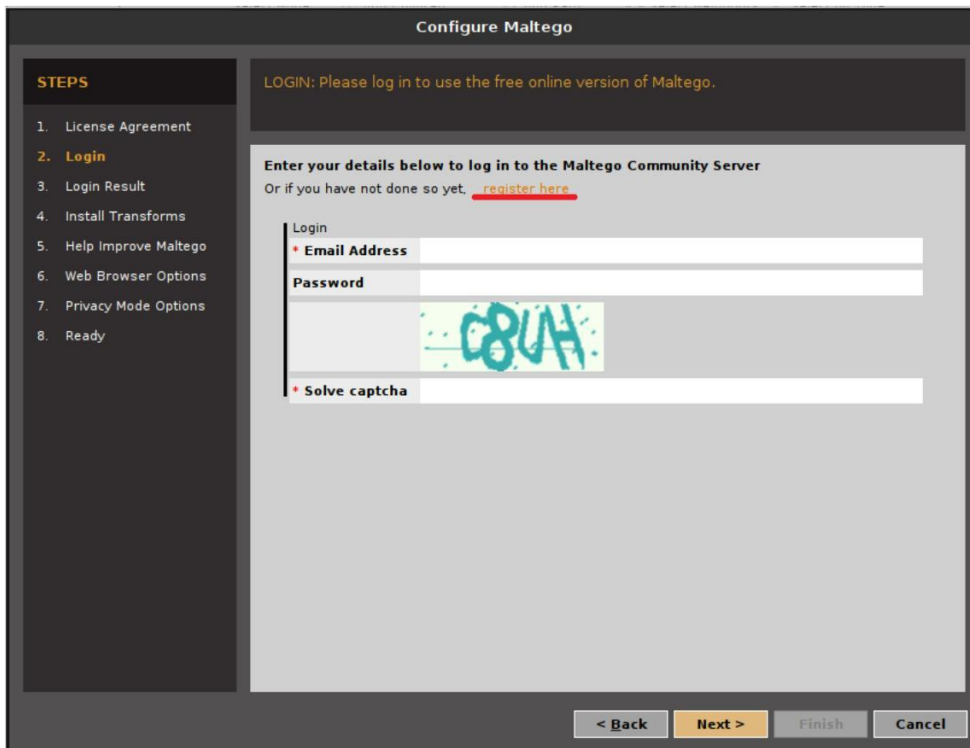 Configure Maltego
STEPS
1. License Agreement
2. Login
3. Login Result
4. Install Transforms
5. Help Improve Maltego
6. Web Browser Options
7. Privacy Mode Options
8. Ready
LOGIN: Please log in to use the free online version of Maltego.
Enter your details below to log in to the Maltego Community Server
Or if you have not done so yet, register here
Login
* Email Address
Password
C8UH
* Solve captcha
< Back
Next >
Finish
Cancel